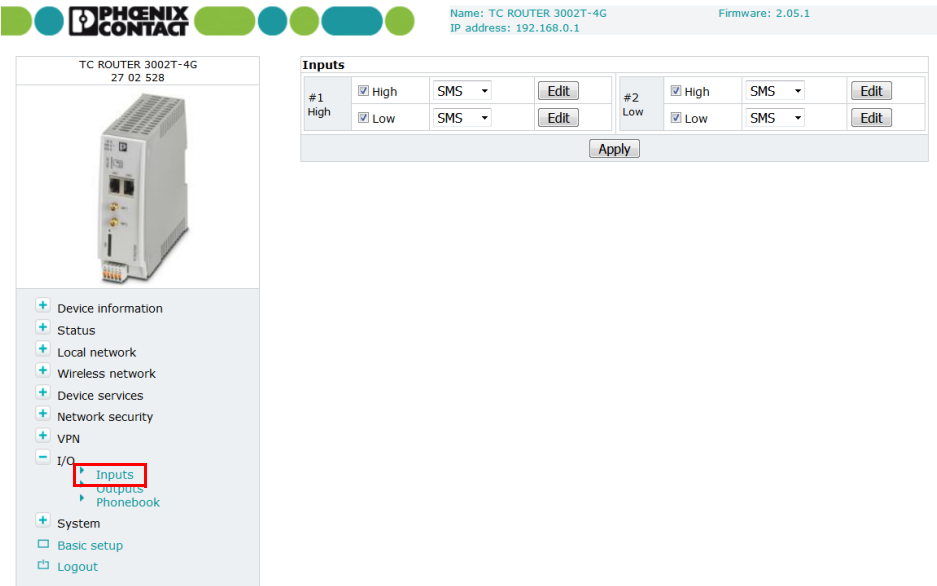 PHŒNIX
CONTACT
Name: TC ROUTER 3002T-4G
Firmware: 2.05.1
IP address: 192.168.0.1
TC ROUTER 3002T-4G
27 02 528
Inputs
#1
High
High
SMS
Edit
Low
SMS
Edit
#2
Low
High
SMS
Edit
Low
SMS
Edit
Apply
Device information
Status
Local network
Wireless network
Device services
Network security
VPN
I/O
Inputs
Outputs
Phonebook
System
Basic setup
Logout